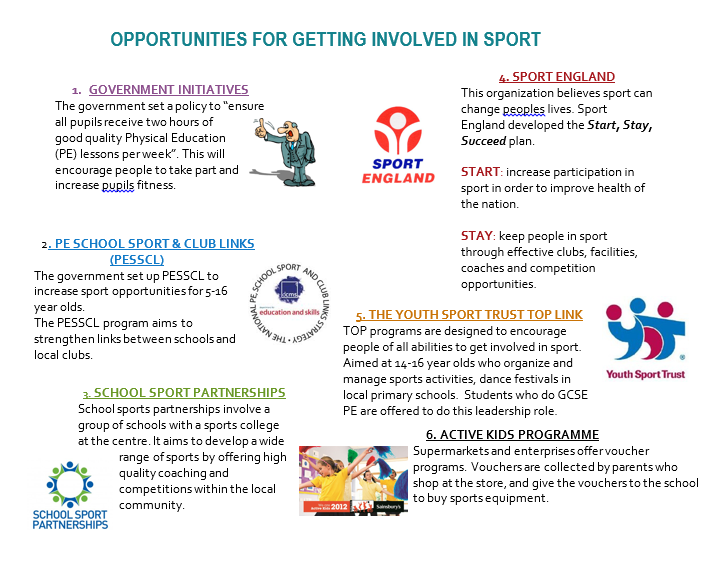 OPPORTUNITIES FOR GETTING INVOLVED IN SPORT
1. GOVERNMENT INITIATIVES
The government set a policy to “ensure
all pupils receive two hours of
good quality Physical Education
(PE) lessons per week”. This will
encourage people to take part and
increase pupils fitness.
2. PE SCHOOL SPORT & CLUB LINKS
(PESSCL)
The government set up PESSCL to
increase sport opportunities for 5-16
year olds.
The PESSCL program aims to
strengthen links between schools and
local clubs.
THE NATIONAL PE, SCHOOL SPORT AND CLUB LINKS STRATEGY
education and skills
3. SCHOOL SPORT PARTNERSHIPS
School sports partnerships involve a
group of schools with a sports college
at the centre. It aims to develop a wide
range of sports by offering high
quality coaching and
competitions within the local
community.
SCHOOL SPORT
PARTNERSHIPS
SPORT
ENGLAND
4. SPORT ENGLAND
This organization believes sport can
change peoples lives. Sport
England developed the Start, Stay,
Succeed plan.
START: increase participation in
sport in order to improve health of
the nation.
STAY: keep people in sport
through effective clubs, facilities,
coaches and competition
opportunities.
5. THE YOUTH SPORT TRUST TOP LINK
TOP programs are designed to encourage
people of all abilities to get involved in sport.
Aimed at 14-16 year olds who organize and
manage sports activities, dance festivals in
local primary schools. Students who do GCSE
PE are offered to do this leadership role.
Youth Sport Trust
6. ACTIVE KIDS PROGRAMME
Supermarkets and enterprises offer voucher
programs. Vouchers are collected by parents who
shop at the store, and give the vouchers to the school
to buy sports equipment.
2012
Sainsbury's